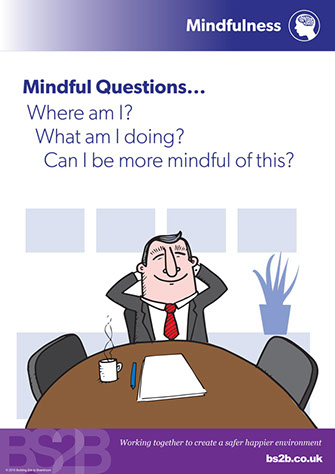 Mindfulness
Mindful Questions...
Where am I?
What am I doing?
Can I be more mindful of this?
BS2B
Working together to create a safer happier environment
bs2b.co.uk